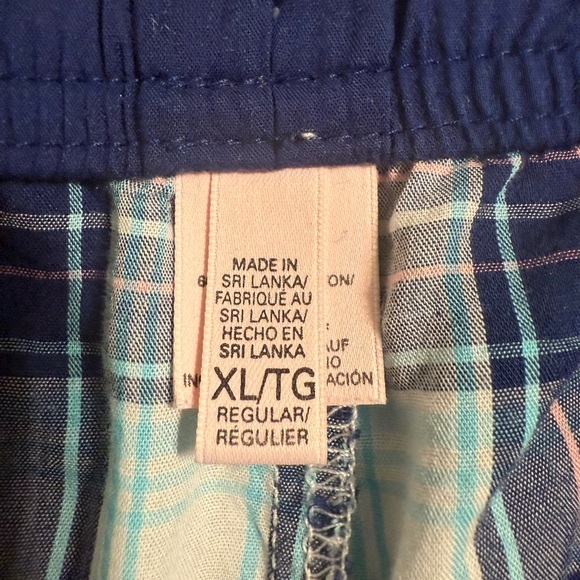 MADE IN
SRI LANKA/
FABRIQUÉ AU
SRI LANKA/
HECHO EN
SRI LANKA
XL/TG
REGULAR/
RÉGULIER